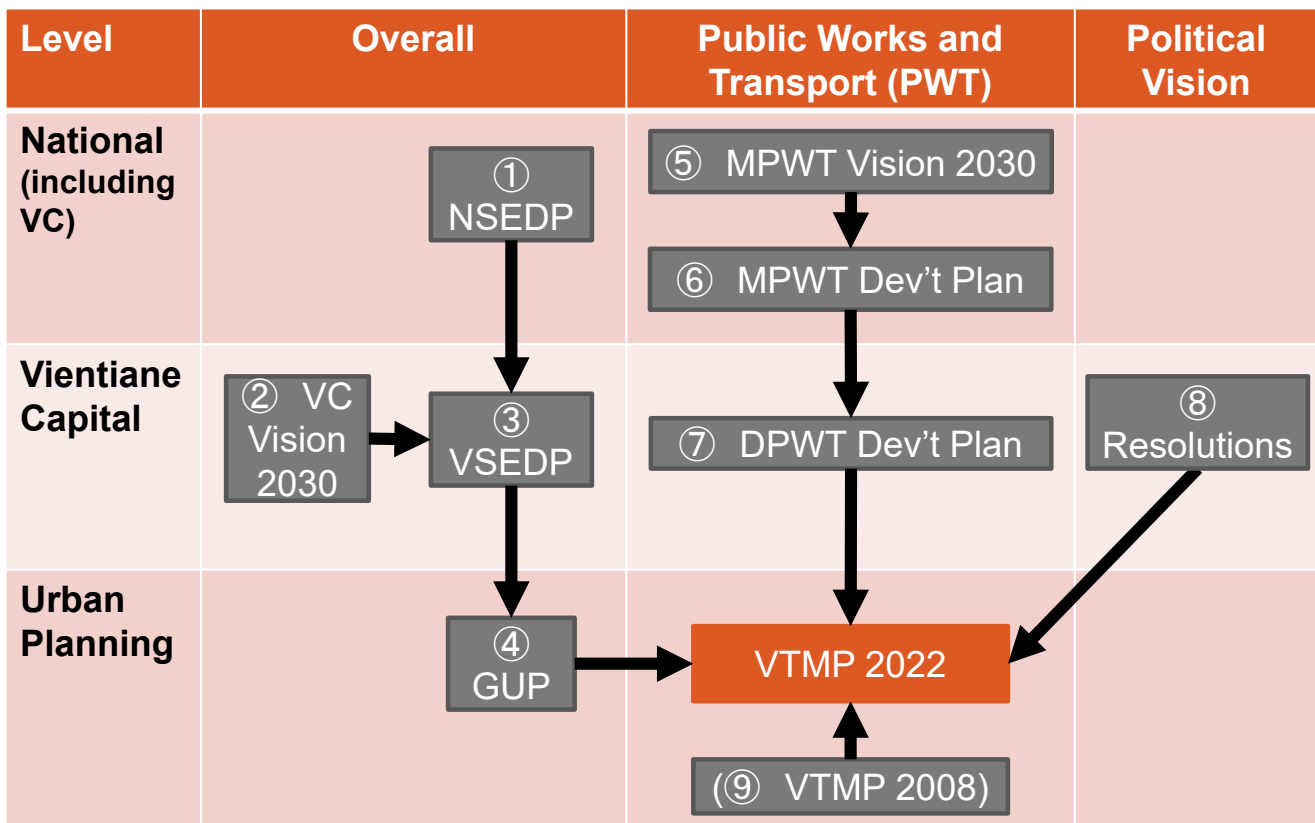 Level
Overall
Public Works and
Transport (PWT)
Political
Vision
National
(including
VC)
①
NSEDP
⑤ MPWT Vision 2030
⑥ MPWT Dev’t Plan
Vientiane
Capital
② VC
Vision
2030
③
VSEDP
⑦ DPWT Dev’t Plan
⑧
Resolutions
Urban
Planning
④
GUP
VTMP 2022
(⑨ VTMP 2008)